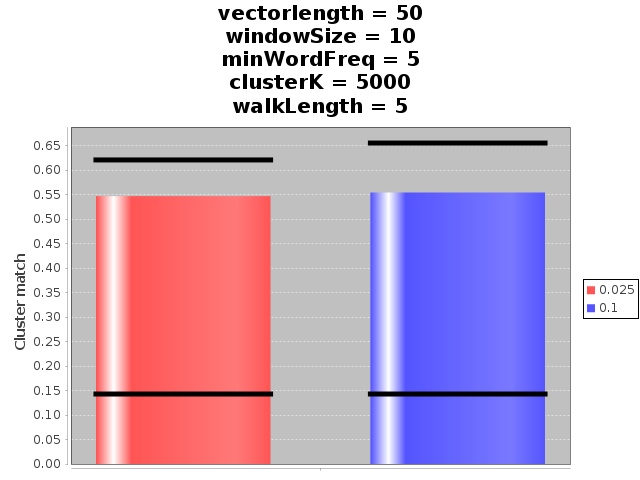 vectorlength = 50
windowSize = 10
minWordFreq = 5
clusterK = 5000
walkLength = 5
0.65
0.60
0.55
0.50
0.45
0.40
0.35
0.30
0.25
0.20
0.15
0.10
0.05
0.00
Cluster match
0.025
0.1